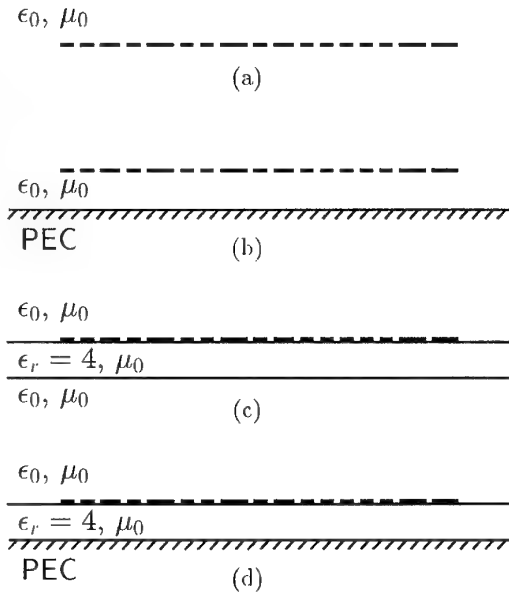 ϵ₀, μ₀
(a)
ϵ₀, μ₀
PEC
(b)
ϵ₀, μ₀
ϵᵣ = 4, μ₀
ϵ₀, μ₀
(c)
ϵ₀, μ₀
ϵᵣ = 4, μ₀
PEC
(d)